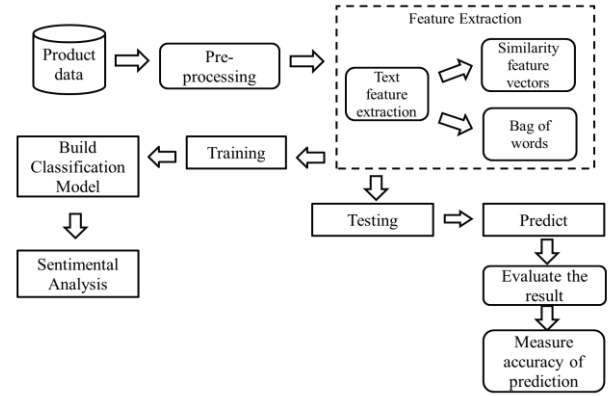 Feature Extraction
Product
data
Pre-
processing
Text
feature
extraction
Similarity
feature
vectors
Bag of
words
Build
Classification
Model
Training
Testing
Predict
Sentimental
Analysis
Evaluate the
result
Measure
accuracy of
prediction